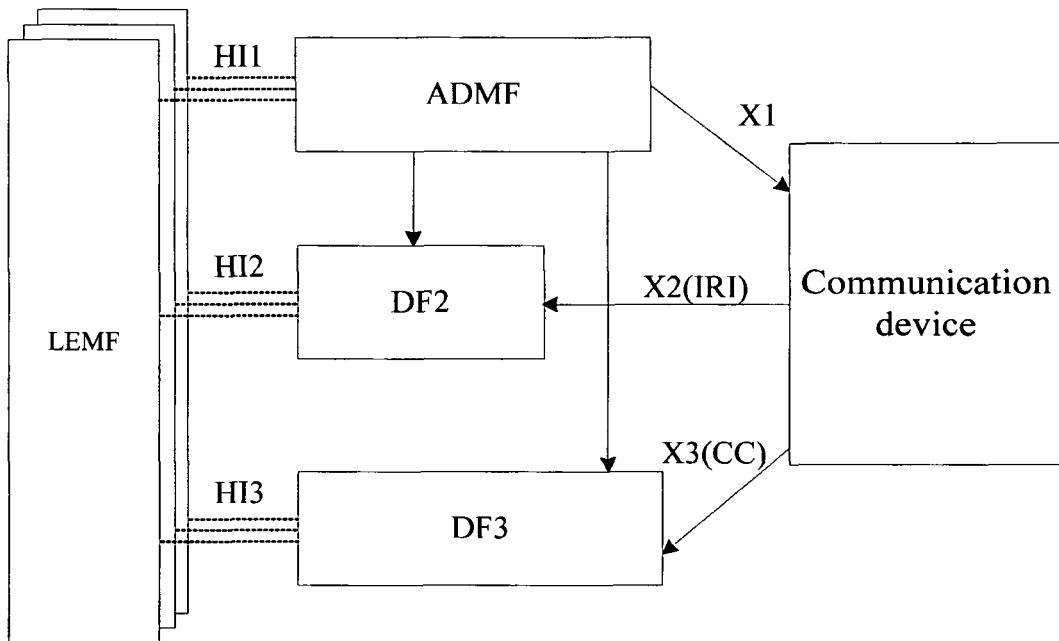 HI1
ADMF
X1
HI2
DF2
X2(IRI)
Communication
device
LEMF
HI3
DF3
X3(CC)